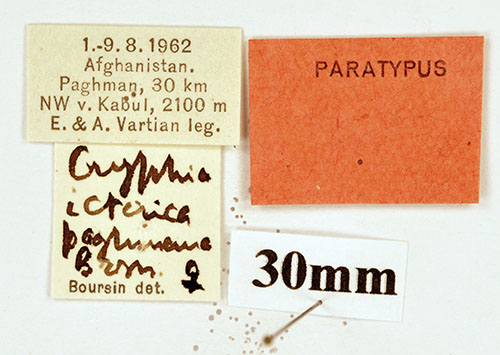 1.-9. 8. 1962
Afghanistan.
Paghman, 30 km
NW v. Kabul, 2100 m
E. & A. Vartian leg.
PARATYPUS
Cryphia
icterica
paghmana
Brsn. ♀
Boursin det.
30mm